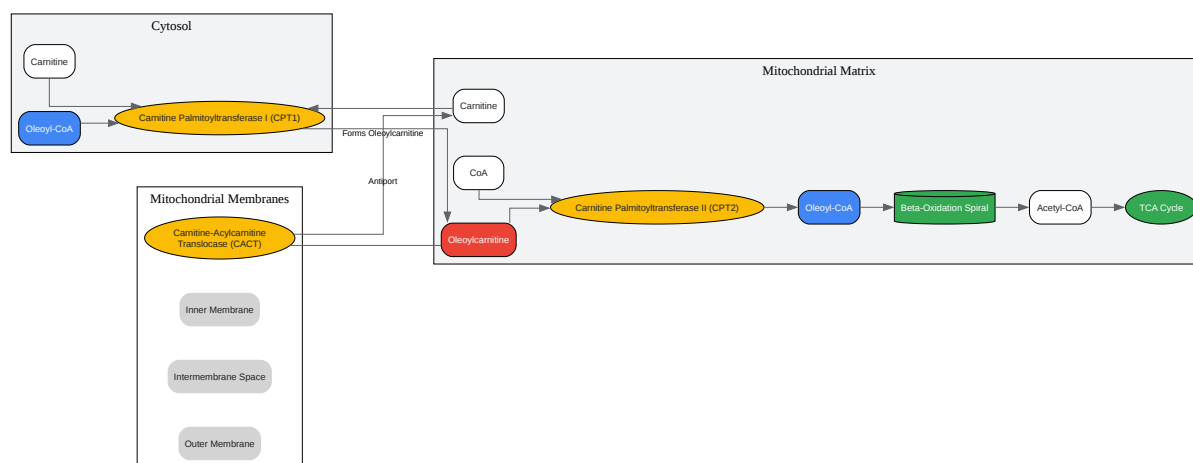 Cytosol
Carnitine
Carnitine Palmitoyltransferase I (CPT1)
Oleoyl-CoA
Forms Oleoylcarnitine
Antiport
Mitochondrial Matrix
Carnitine
CoA
Oleoylcarnitine
Carnitine Palmitoyltransferase II (CPT2)
Oleoyl-CoA
Beta-Oxidation Spiral
Acetyl-CoA
TCA Cycle
Mitochondrial Membranes
Carnitine-Acylcarnitine
Translocase (CACT)
Inner Membrane
Intermembrane Space
Outer Membrane